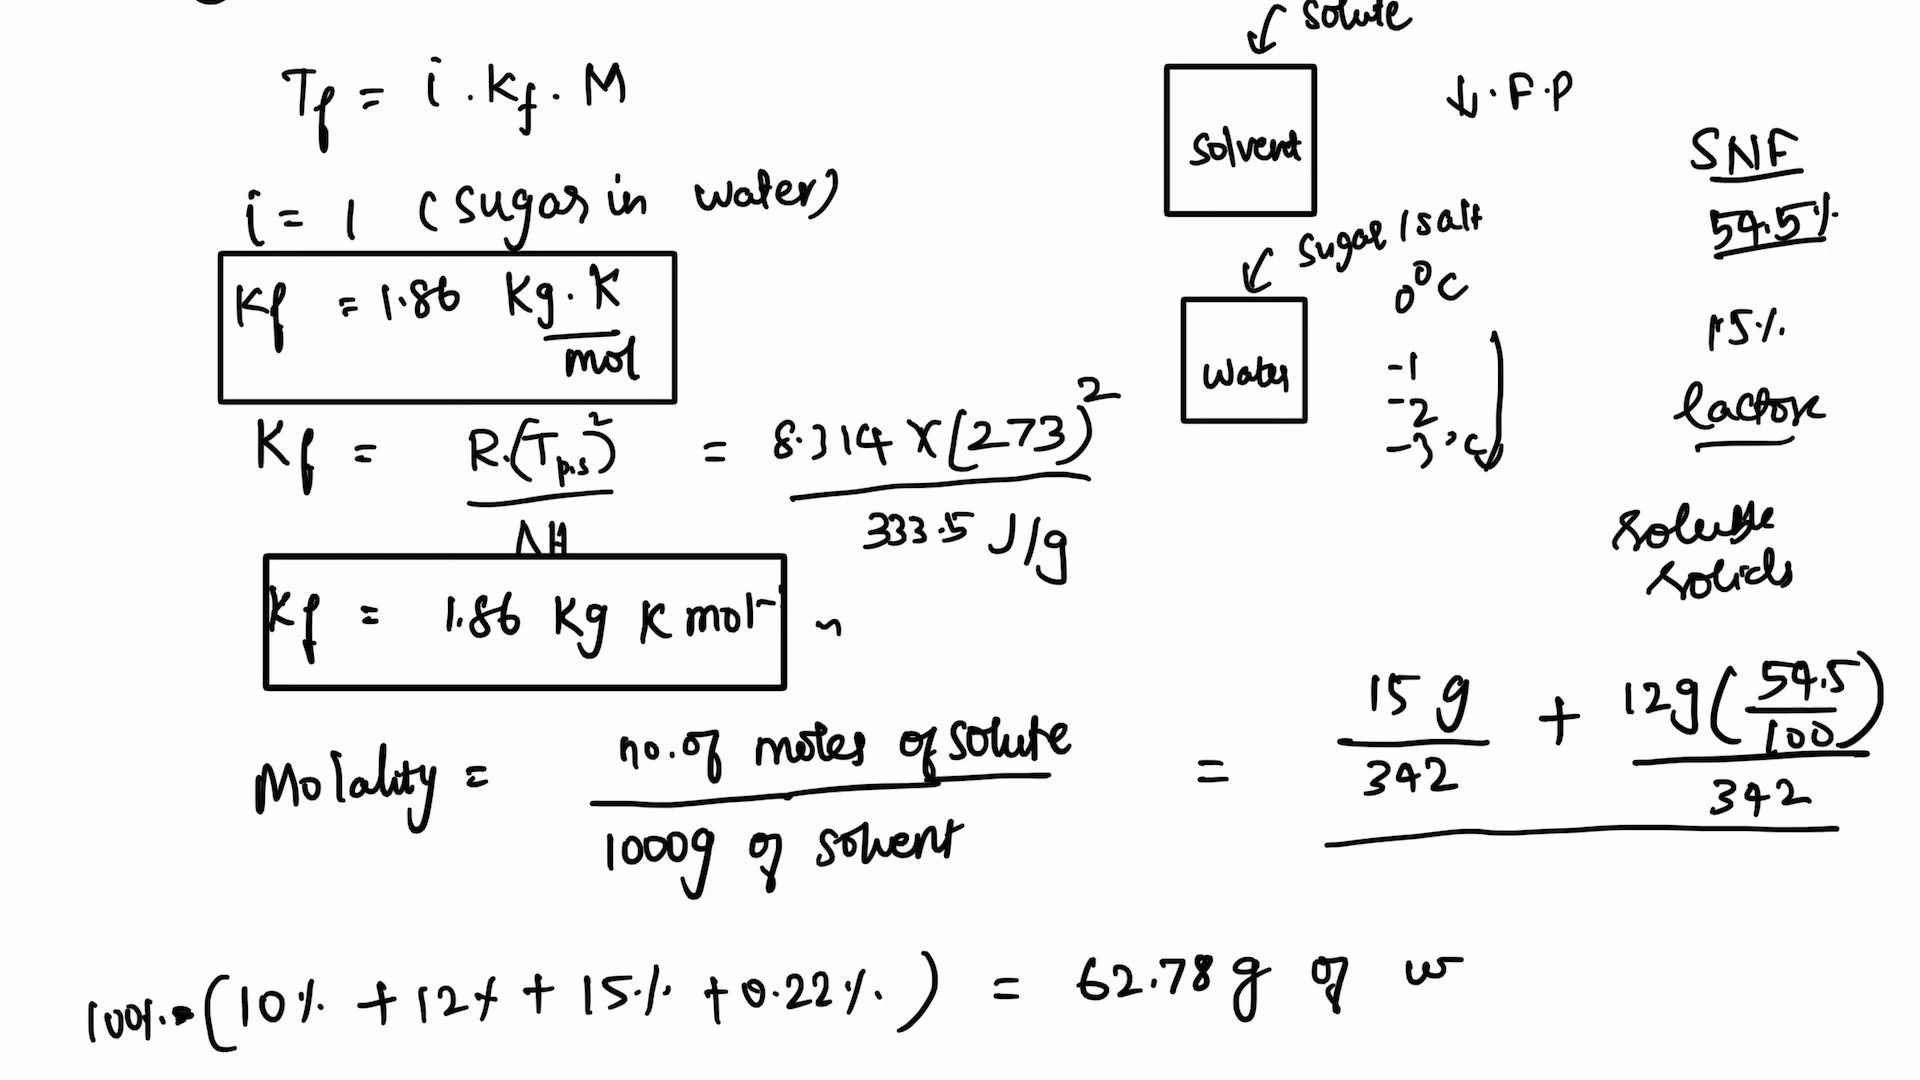 Tf = i . Kf . M
i = 1 (sugar in water)
Kf = 1.86 Kg . K / mol
Kf = R.(Tp.s)² / ΔH = 8.314 x (273)² / 333.5 J/g
Kf = 1.86 Kg K mol-1
Molality = no. of moles of solute / 1000g of solvent = 15 g / 342 + 12g (54.5 / 100) / 342
100%-(10% + 12% + 15% + 0.22%) = 62.78 g of w
solute
solvent
↓ . F.P
sugar / salt
water
0°C
-1
-2
-3°C
SNF
54.5%
15%
lactose
soluble
solids